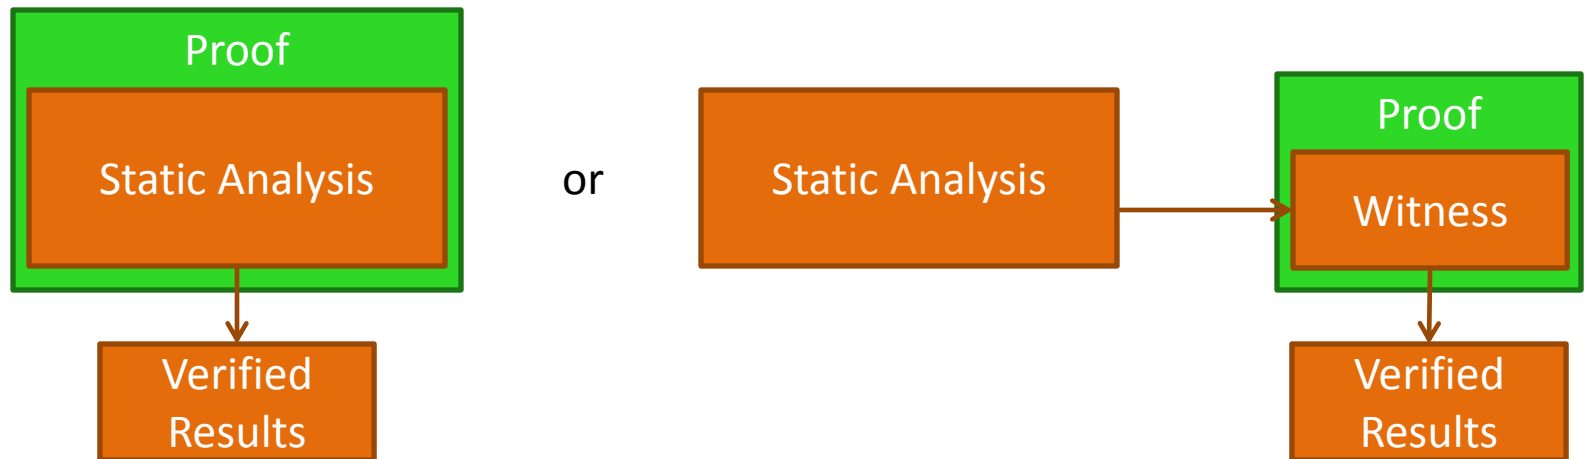 Proof
Static Analysis
Verified
Results
or
Static Analysis
Proof
Witness
Verified
Results